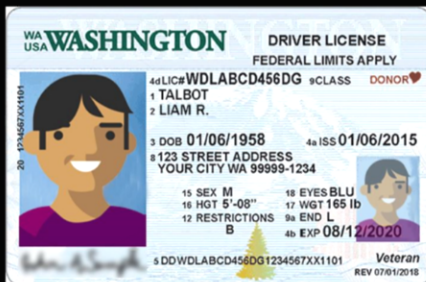 WA USA WASHINGTON
DRIVER LICENSE
FEDERAL LIMITS APPLY
4d LIC# WDLABCD456DG 9 CLASS DONOR
1 TALBOT
2 LIAM R.
3 DOB 01/06/1958 4a ISS 01/06/2015
8 123 STREET ADDRESS
YOUR CITY WA 99999-1234
15 SEX M 18 EYES BLU
16 HGT 5'-08" 17 WGT 165 lb
12 RESTRICTIONS 9a END L
B 4b EXP 08/12/2020
5 DD WDLABCD456DG1234567XX1101
Veteran
REV 07/01/2018
20 1234567XX1101